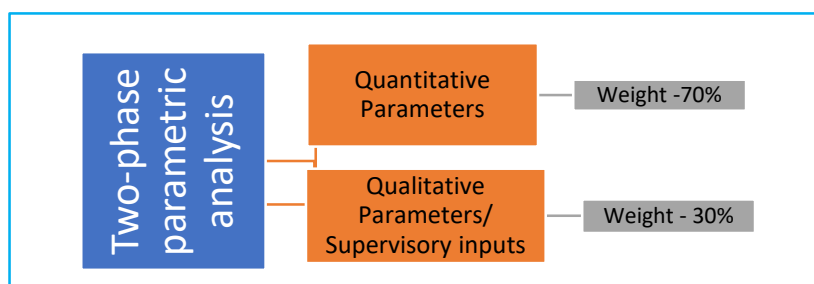 Two-phase
parametric
analysis
Quantitative
Parameters
Weight -70%
Qualitative
Parameters/
Supervisory inputs
Weight - 30%